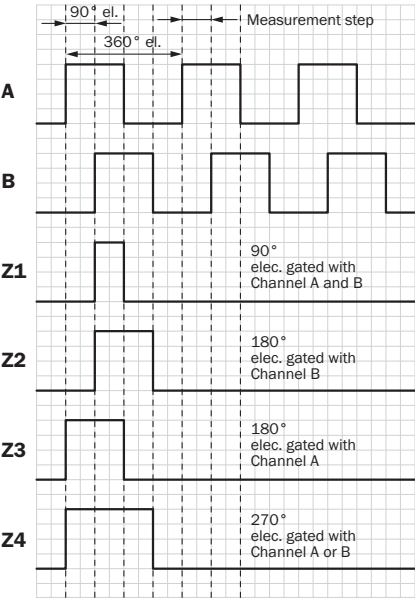 90° el.
Measurement step
360° el.
A
B
Z1
90°
elec. gated with
Channel A and B
Z2
180°
elec. gated with
Channel B
Z3
180°
elec. gated with
Channel A
Z4
270°
elec. gated with
Channel A or B